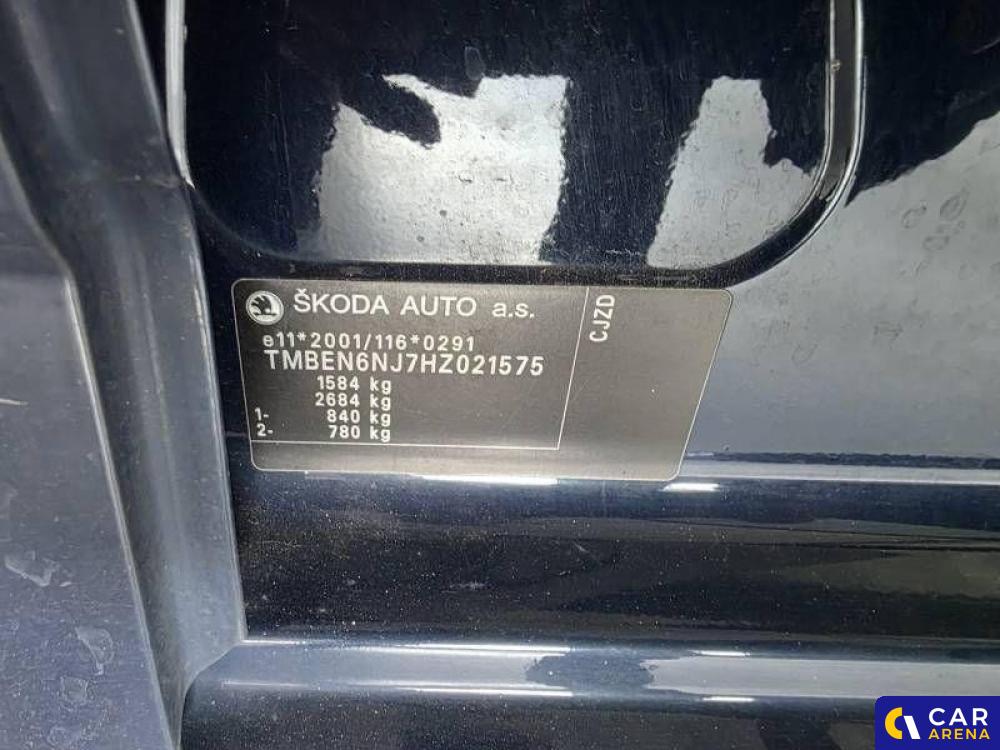 ŠKODA AUTO a.s.
CJZD
e11*2001/116*0291
TMBEN6NJ7HZ021575
1584 kg
2684 kg
1- 840 kg
2- 780 kg
CAR
ARENA